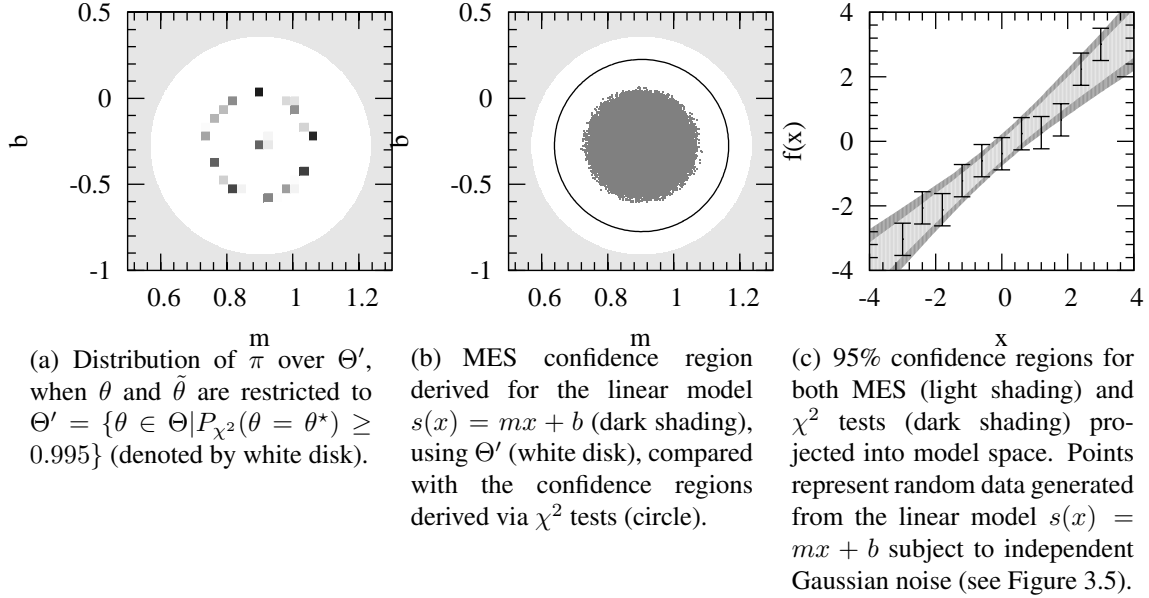 0.5
0
-0.5
-1
b
0.6
0.8
1
1.2
m
0.5
0
-0.5
-1
b
0.6
0.8
1
1.2
m
4
2
0
-2
-4
f(x)
-4
-2
0
2
4
x
(a) Distribution of π over Θ′,
when θ and θ̃ are restricted to
Θ′ = {θ ∈ Θ|Pχ²(θ = θ⋆) ≥
0.995} (denoted by white disk).
(b) MES confidence region
derived for the linear model
s(x) = mx + b (dark shading),
using Θ′ (white disk), compared
with the confidence regions
derived via χ² tests (circle).
(c) 95% confidence regions for
both MES (light shading) and
χ² tests (dark shading) pro-
jected into model space. Points
represent random data generated
from the linear model s(x) =
mx + b subject to independent
Gaussian noise (see Figure 3.5).